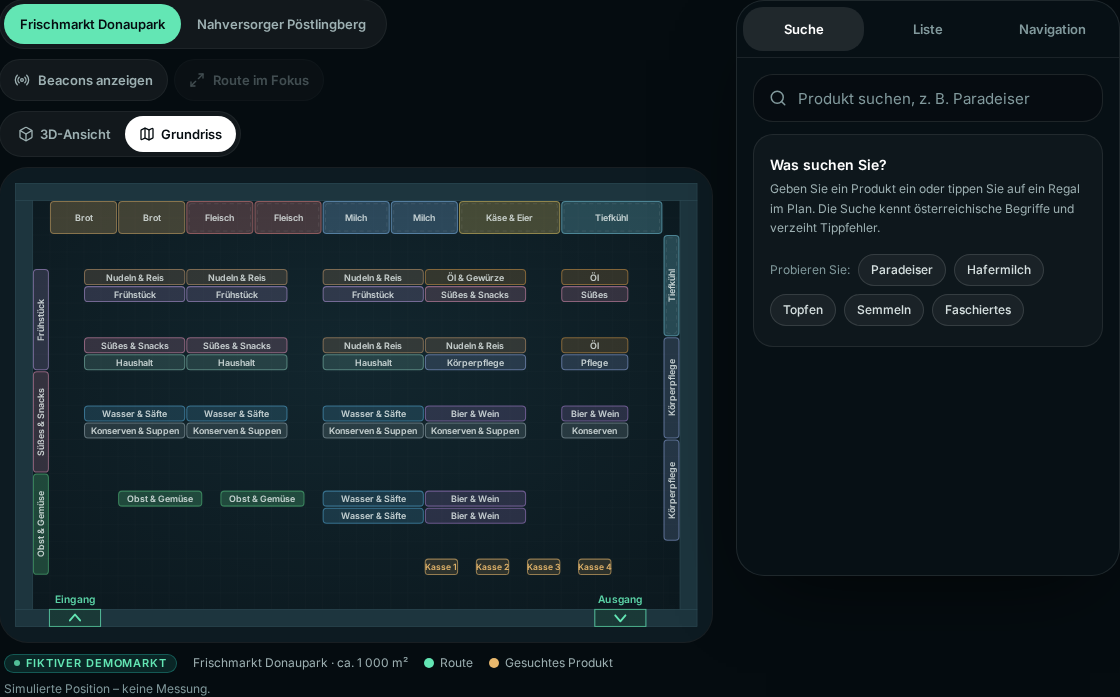 Frischmarkt Donaupark
Nahversorger Pöstlingberg
Beacons anzeigen
Route im Fokus
3D-Ansicht
Grundriss
Brot
Brot
Fleisch
Fleisch
Milch
Milch
Käse & Eier
Tiefkühl
Tiefkühl
Frühstück
Nudeln & Reis
Nudeln & Reis
Nudeln & Reis
Öl & Gewürze
Öl
Frühstück
Frühstück
Frühstück
Süßes & Snacks
Süßes
Süßes & Snacks
Süßes & Snacks
Nudeln & Reis
Nudeln & Reis
Öl
Haushalt
Haushalt
Haushalt
Körperpflege
Pflege
Körperpflege
Süßes & Snacks
Wasser & Säfte
Wasser & Säfte
Wasser & Säfte
Bier & Wein
Bier & Wein
Konserven & Suppen
Konserven & Suppen
Konserven & Suppen
Konserven & Suppen
Konserven
Körperpflege
Obst & Gemüse
Obst & Gemüse
Obst & Gemüse
Wasser & Säfte
Bier & Wein
Wasser & Säfte
Bier & Wein
Kasse 1
Kasse 2
Kasse 3
Kasse 4
Eingang
Ausgang
FIKTIVER DEMOMARKT
Frischmarkt Donaupark · ca. 1 000 m²
Route
Gesuchtes Produkt
Simulierte Position – keine Messung.
Suche
Liste
Navigation
Produkt suchen, z. B. Paradeiser
Was suchen Sie?
Geben Sie ein Produkt ein oder tippen Sie auf ein Regal
im Plan. Die Suche kennt österreichische Begriffe und
verzeiht Tippfehler.
Probieren Sie:
Paradeiser
Hafermilch
Topfen
Semmeln
Faschiertes